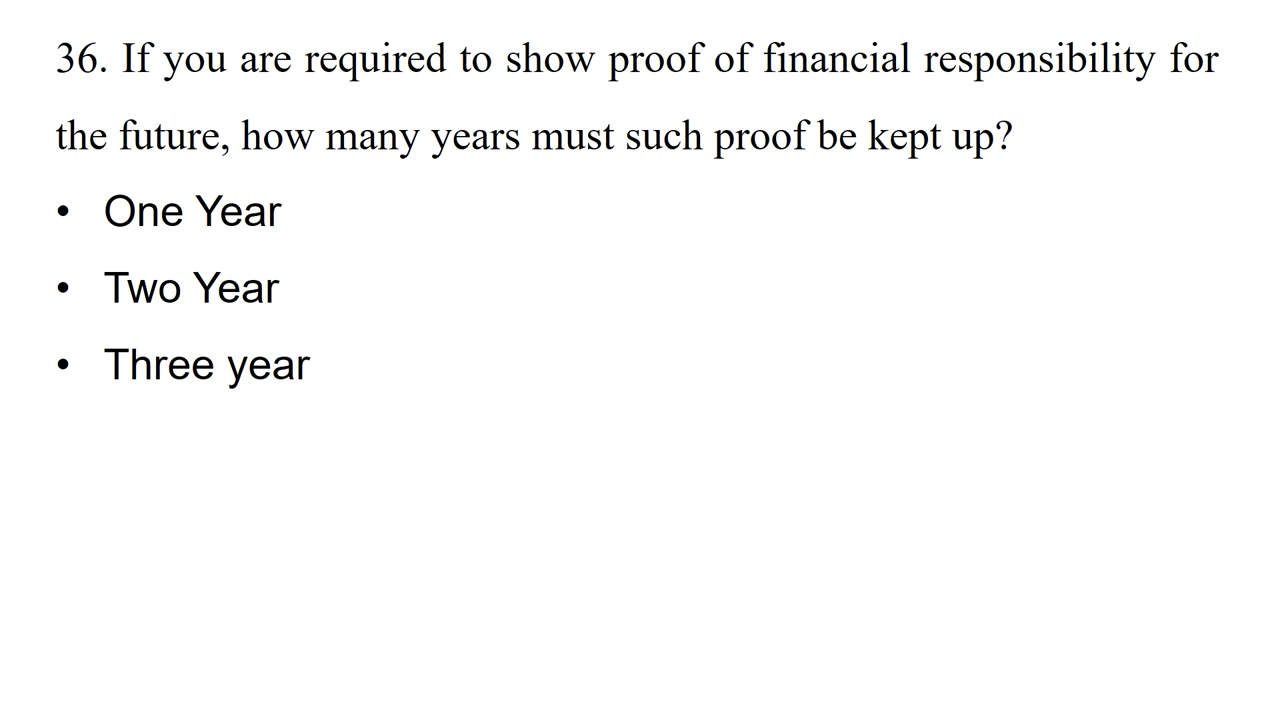 36. If you are required to show proof of financial responsibility for
the future, how many years must such proof be kept up?
• One Year
• Two Year
• Three year